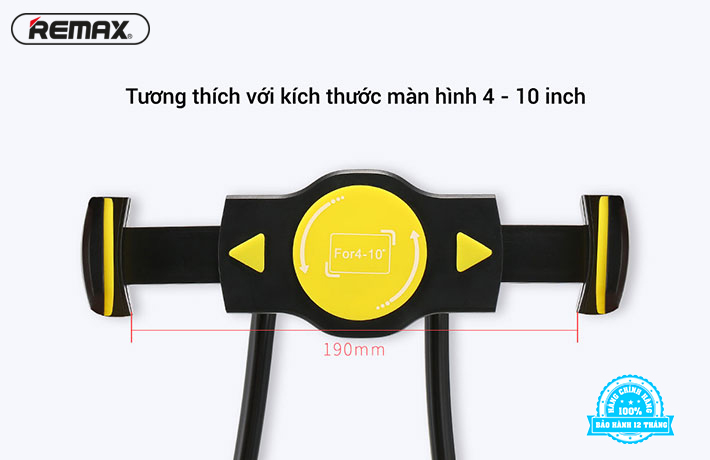 REMAX®
Tương thích với kích thước màn hình 4 - 10 inch
For4-10"
190mm
HÀNG CHÍNH HÃNG
100%
BẢO HÀNH 12 THÁNG